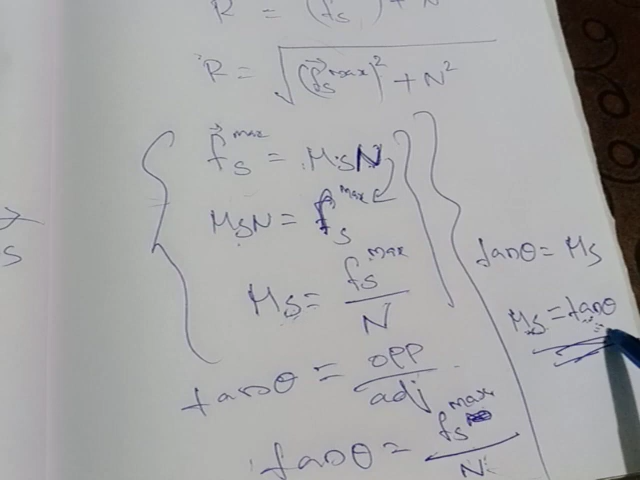 R = (fs ) + N
R = √(f⃗s^max)² + N²
f⃗s^max = μsN
μsN = fs^max
μs = fs^max / N
tanθ = opp / adj
tanθ = fs^max / N
s
tanθ = μs
μs = tanθ